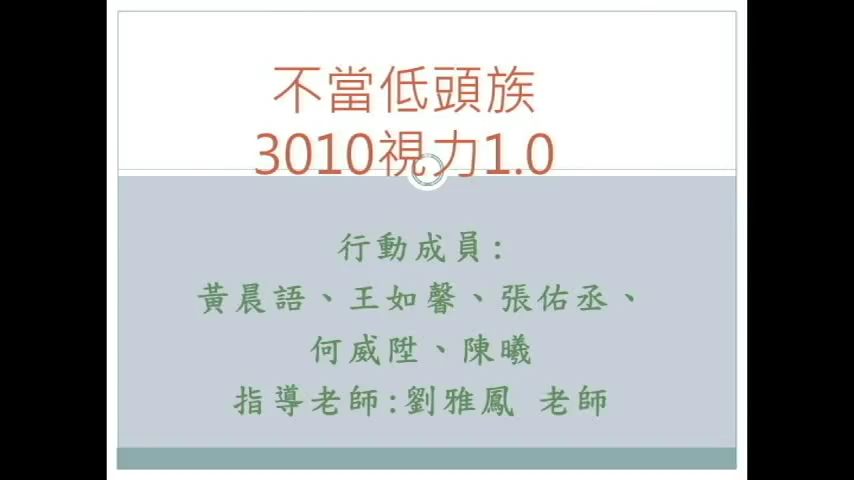 不當低頭族
3010視力1.0
行動成員:
黃晨語、王如馨、張佑丞、
何威陞、陳曦
指導老師:劉雅鳳 老師